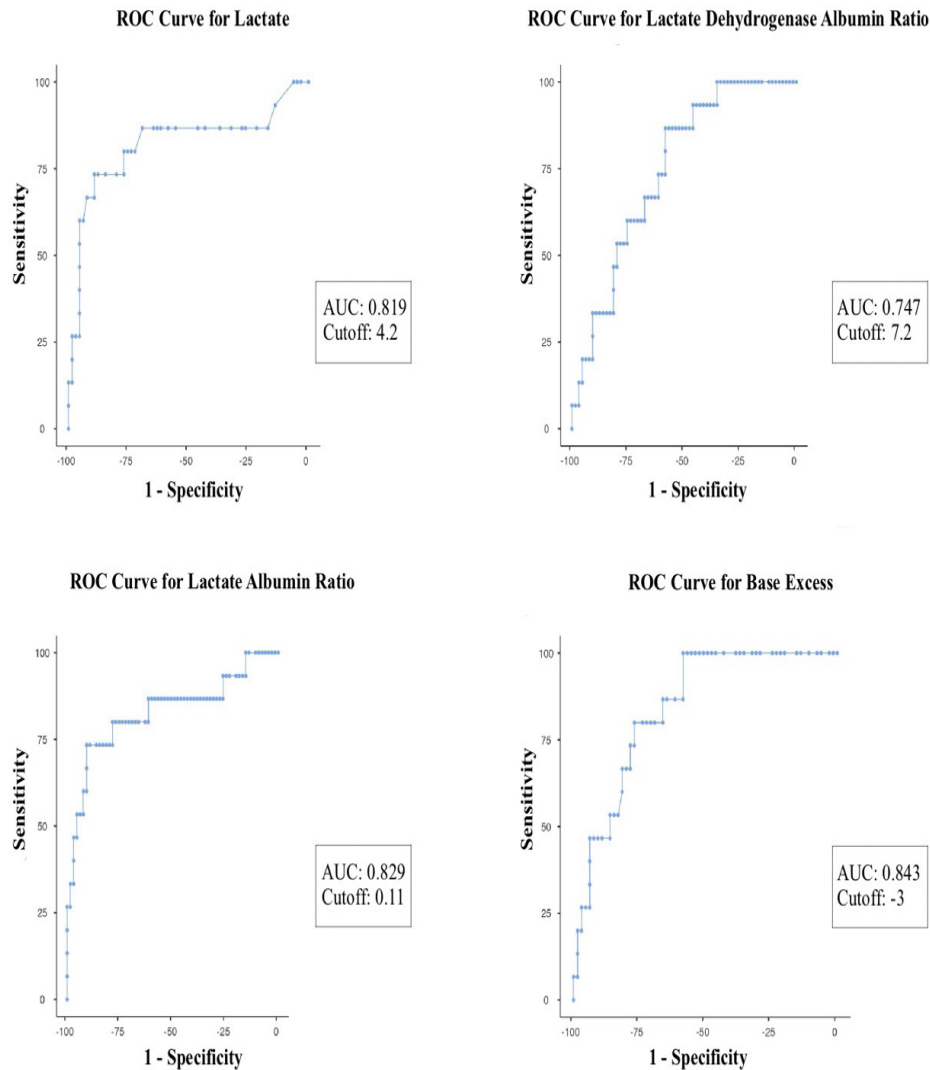 ROC Curve for Lactate
100
75
50
25
0
Sensitivity
-100 -75 -50 -25 0
1 - Specificity
AUC: 0.819
Cutoff: 4.2
ROC Curve for Lactate Dehydrogenase Albumin Ratio
100
75
50
25
0
Sensitivity
-100 -75 -50 -25 0
1 - Specificity
AUC: 0.747
Cutoff: 7.2
ROC Curve for Lactate Albumin Ratio
100
75
50
25
0
Sensitivity
-100 -75 -50 -25 0
1 - Specificity
AUC: 0.829
Cutoff: 0.11
ROC Curve for Base Excess
100
75
50
25
0
Sensitivity
-100 -75 -50 -25 0
1 - Specificity
AUC: 0.843
Cutoff: -3